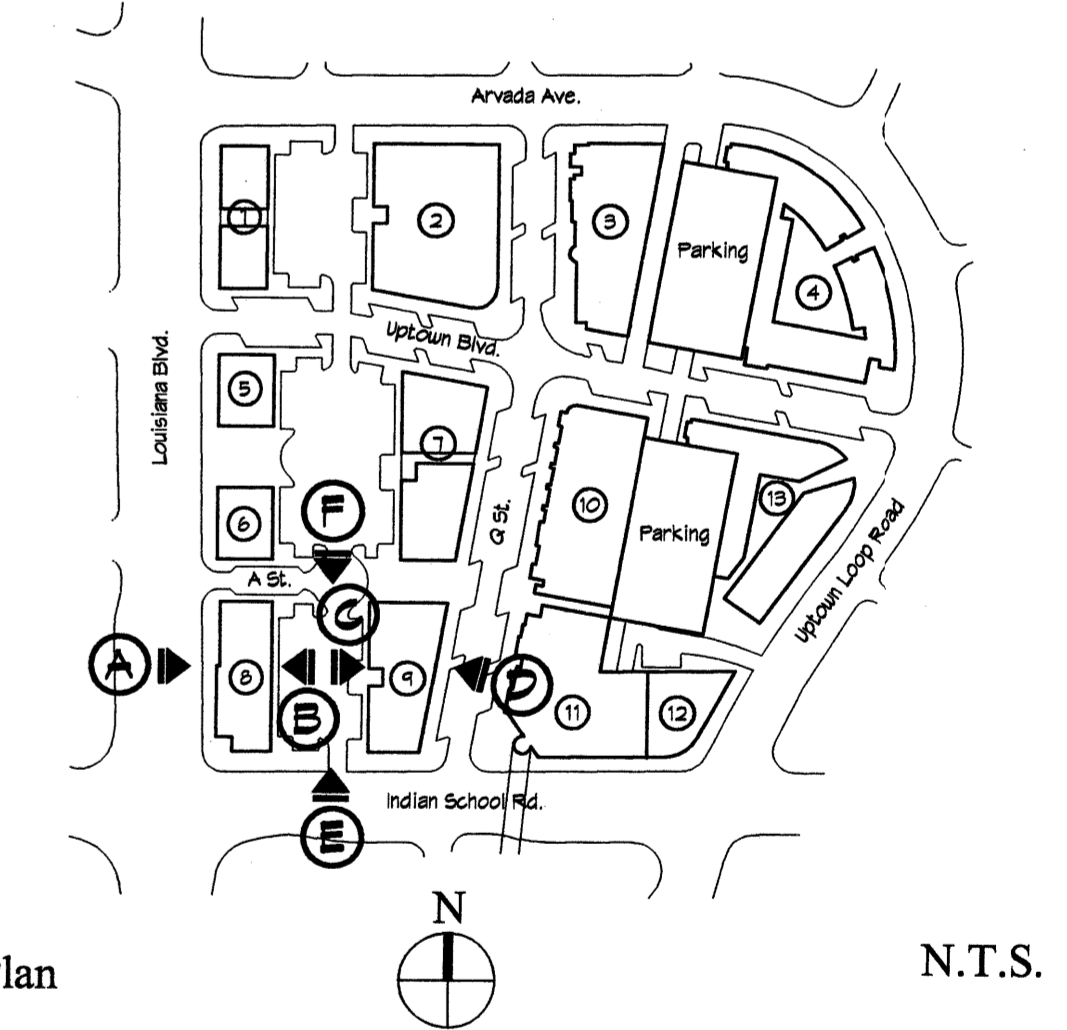 Arvada Ave.
1
2
3
Parking
4
Uptown Blvd.
Louisiana Blvd.
5
7
6
F
10
Parking
13
Q St.
Uptown Loop Road
A St.
C
A
8
9
D
B
11
12
Indian School Rd.
E
N
lan
N.T.S.